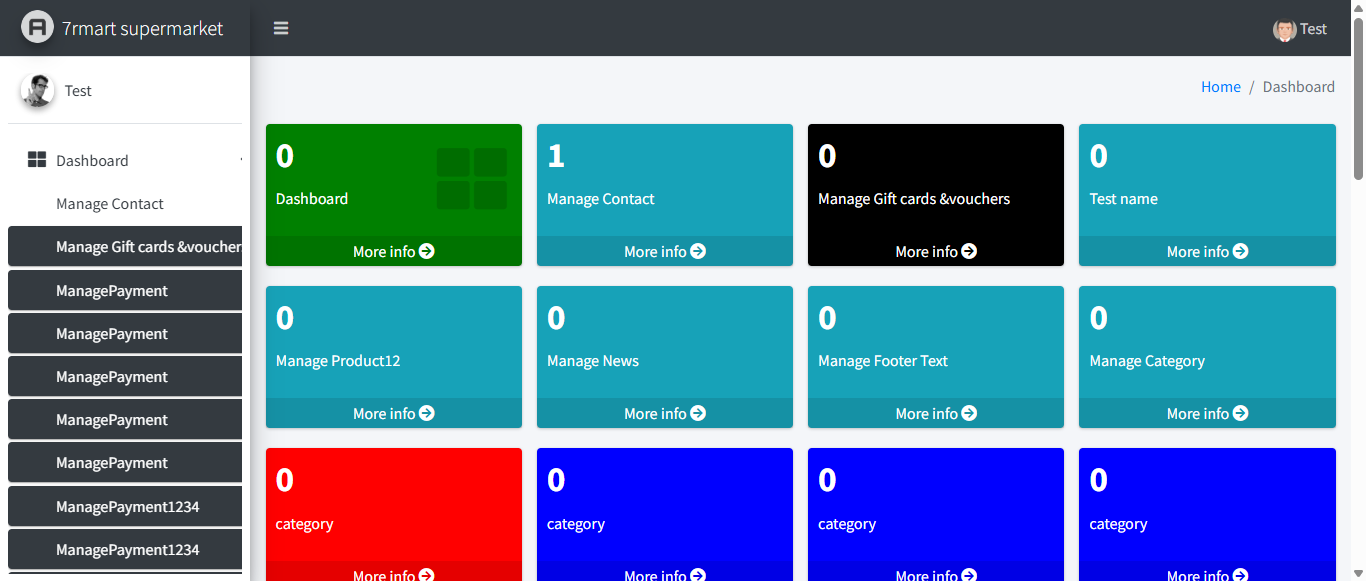 7rmart supermarket
Test
Test
Home / Dashboard
Dashboard
Manage Contact
Manage Gift cards &voucher
ManagePayment
ManagePayment
ManagePayment
ManagePayment
ManagePayment
ManagePayment1234
ManagePayment1234
0
Dashboard
More info
1
Manage Contact
More info
0
Manage Gift cards &vouchers
More info
0
Test name
More info
0
Manage Product12
More info
0
Manage News
More info
0
Manage Footer Text
More info
0
Manage Category
More info
0
category
More info
0
category
More info
0
category
More info
0
category
More info